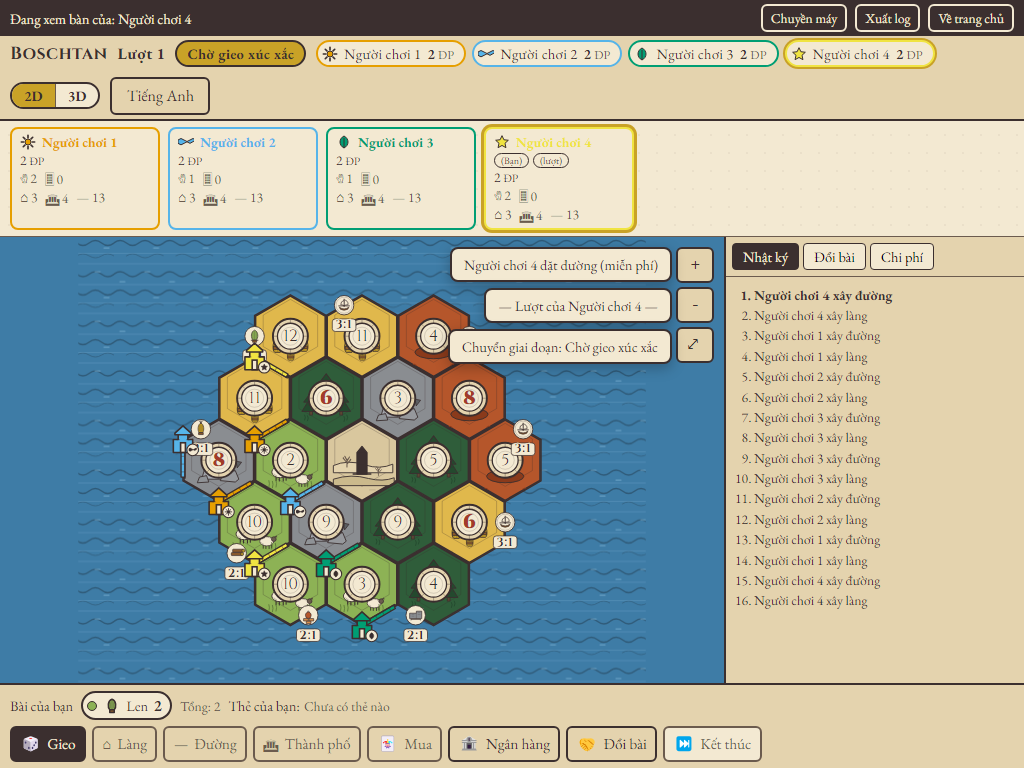 Đang xem bàn của: Người chơi 4
Chuyền máy
Xuất log
Về trang chủ
BOSCHTAN Lượt 1 Chờ gieo xúc xắc
Người chơi 1 2 ĐP
Người chơi 2 2 ĐP
Người chơi 3 2 ĐP
Người chơi 4 2 ĐP
2D 3D Tiếng Anh
Người chơi 1
2 ĐP
2 0
3 4 — 13
Người chơi 2
2 ĐP
1 0
3 4 — 13
Người chơi 3
2 ĐP
1 0
3 4 — 13
Người chơi 4
(Bạn) (lượt)
2 ĐP
2 0
3 4 — 13
Người chơi 4 đặt đường (miễn phí)
— Lượt của Người chơi 4 —
Chuyển giai đoạn: Chờ gieo xúc xắc
+
-
3:1
12 11 4
11 6 3 8
3:1 3:1
8 2 5 5
10 9 9 6
3:1
2:1
10 3 4
2:1 2:1
Nhật ký Đổi bài Chi phí
1. Người chơi 4 xây đường
2. Người chơi 4 xây làng
3. Người chơi 1 xây đường
4. Người chơi 1 xây làng
5. Người chơi 2 xây đường
6. Người chơi 2 xây làng
7. Người chơi 3 xây đường
8. Người chơi 3 xây làng
9. Người chơi 3 xây đường
10. Người chơi 3 xây làng
11. Người chơi 2 xây đường
12. Người chơi 2 xây làng
13. Người chơi 1 xây đường
14. Người chơi 1 xây làng
15. Người chơi 4 xây đường
16. Người chơi 4 xây làng
Bài của bạn Len 2 Tổng: 2 Thẻ của bạn: Chưa có thẻ nào
Gieo
Làng
— Đường
Thành phố
Mua
Ngân hàng
Đổi bài
Kết thúc